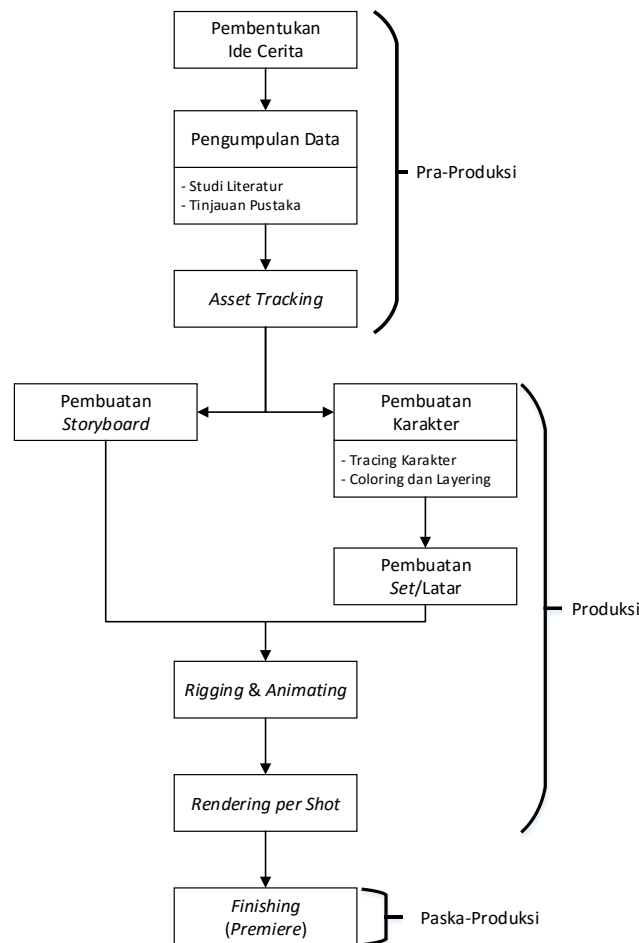 Pembentukan
Ide Cerita
Pengumpulan Data
- Studi Literatur
- Tinjauan Pustaka
Pra-Produksi
Asset Tracking
Pembuatan
Storyboard
Pembuatan
Karakter
- Tracing Karakter
- Coloring dan Layering
Pembuatan
Set/Latar
Produksi
Rigging & Animating
Rendering per Shot
Finishing
(Premiere)
Paska-Produksi